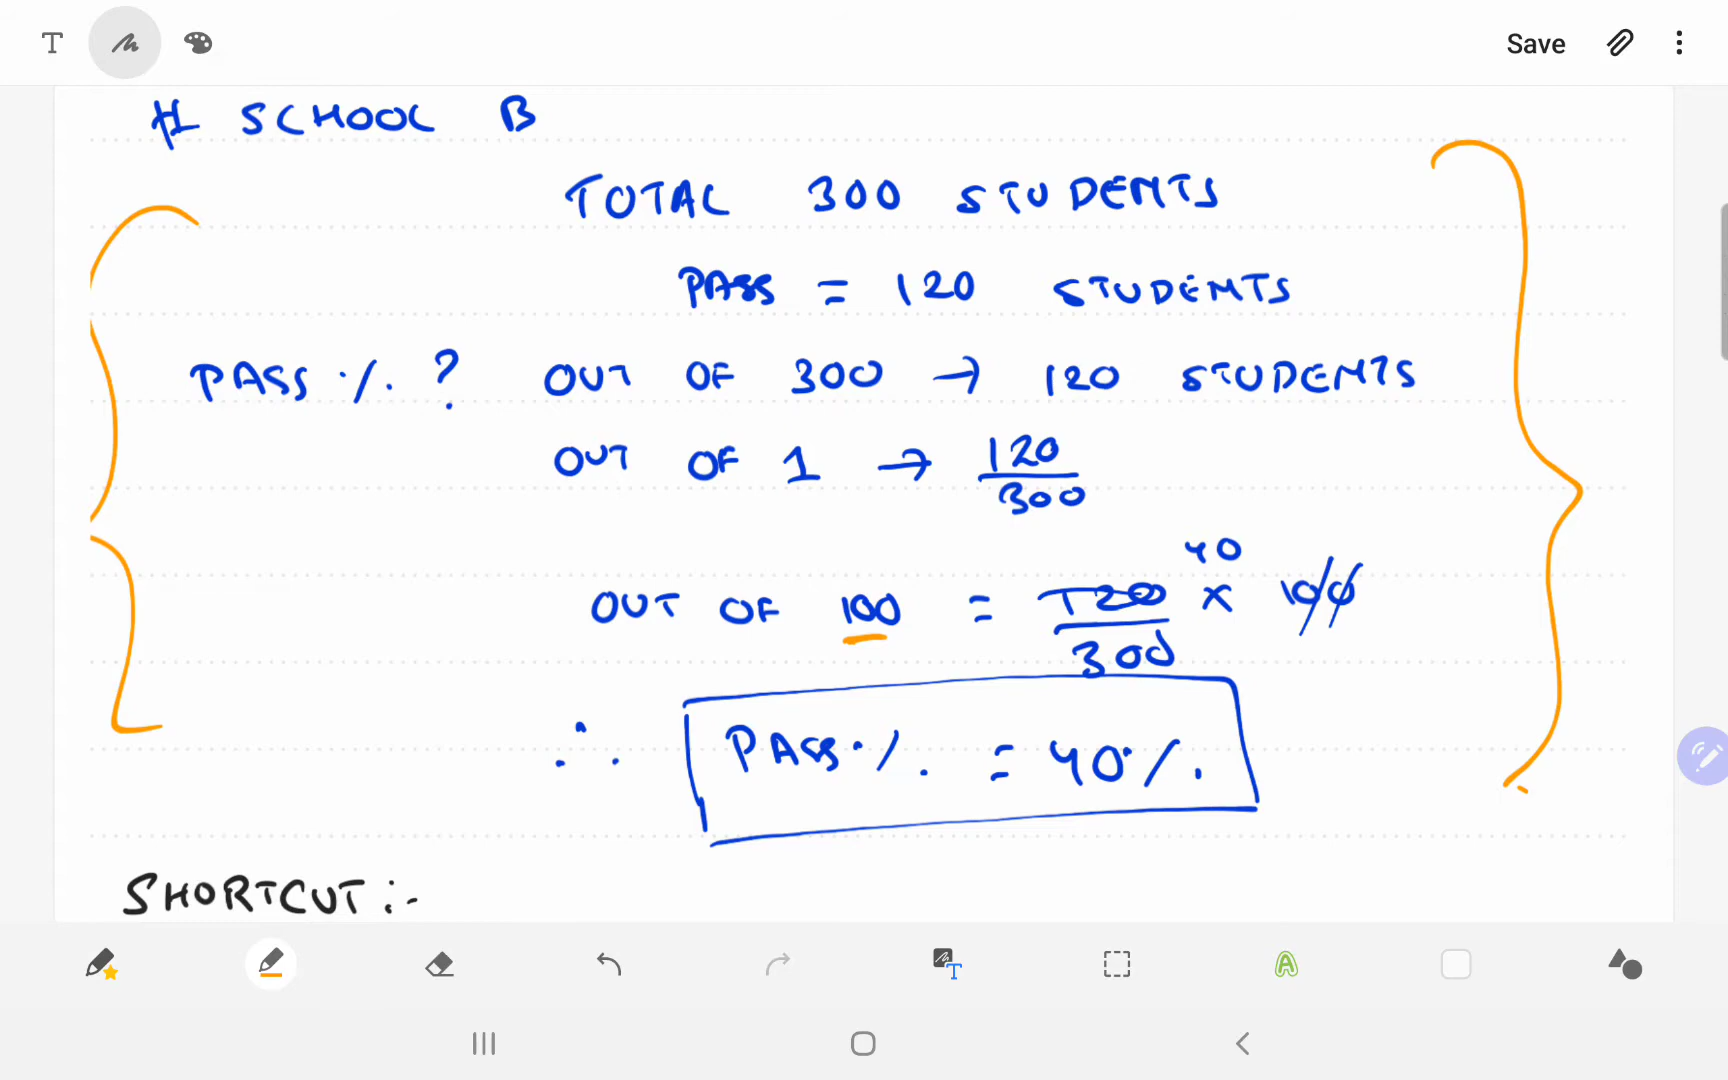 T Save
# SCHOOL B
TOTAL 300 STUDENTS
PASS = 120 STUDENTS
PASS %. ? OUT OF 300 → 120 STUDENTS
OUT OF 1 → 120/300
40
OUT OF 100 = 120/300 × 100
∴ PASS %. = 40%.
SHORTCUT :-
T A